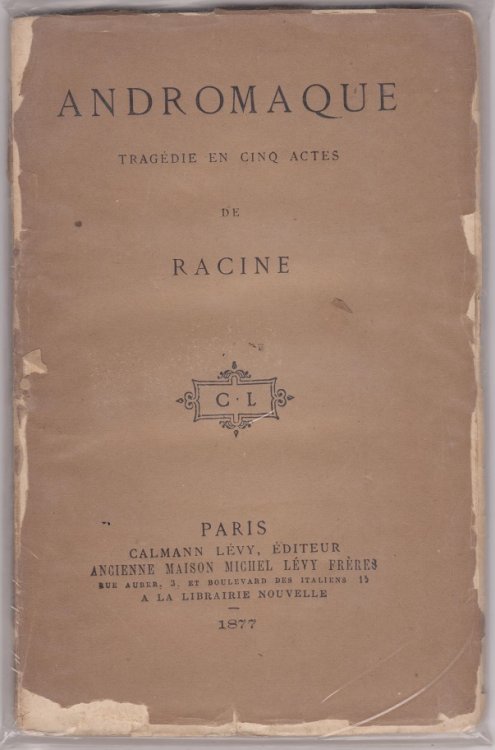 ANDROMAQUE
TRAGÉDIE EN CINQ ACTES
DE
RACINE
C·L
PARIS
CALMANN LÉVY, ÉDITEUR
ANCIENNE MAISON MICHEL LÉVY FRÈRES
RUE AUBER, 3, ET BOULEVARD DES ITALIENS 15
A LA LIBRAIRIE NOUVELLE
—
1877